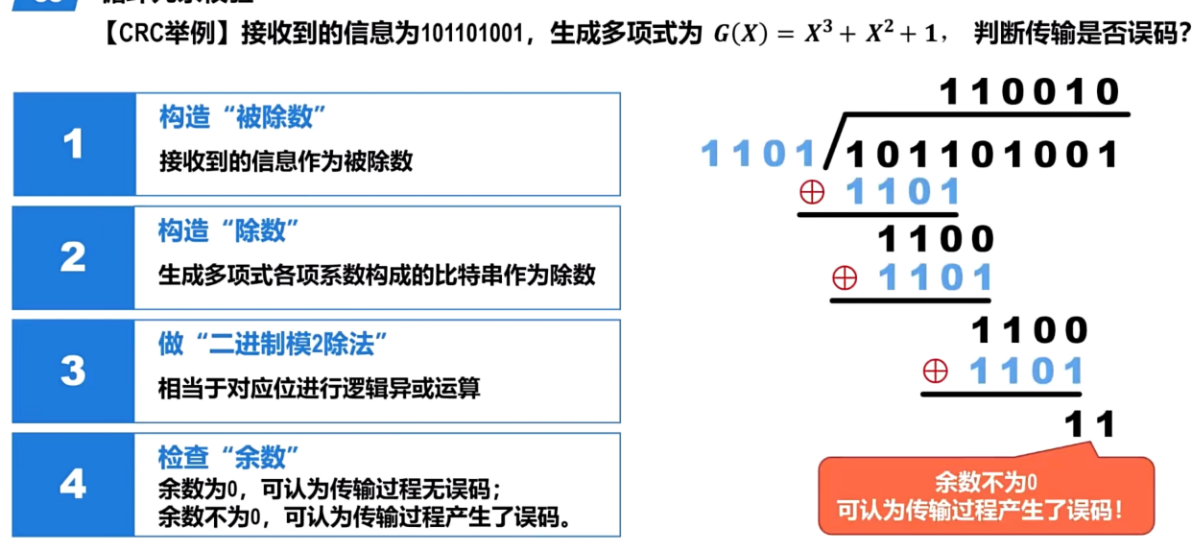 【CRC举例】接收到的信息为101101001，生成多项式为 G(X) = X³ + X² + 1， 判断传输是否误码？
1
构造“被除数”
接收到的信息作为被除数
2
构造“除数”
生成多项式各项系数构成的比特串作为除数
3
做“二进制模2除法”
相当于对应位进行逻辑异或运算
4
检查“余数”
余数为0，可认为传输过程无误码；
余数不为0，可认为传输过程产生了误码。
110010
1101/101101001
⊕ 1101
1100
⊕ 1101
1100
⊕ 1101
11
余数不为0
可认为传输过程产生了误码！